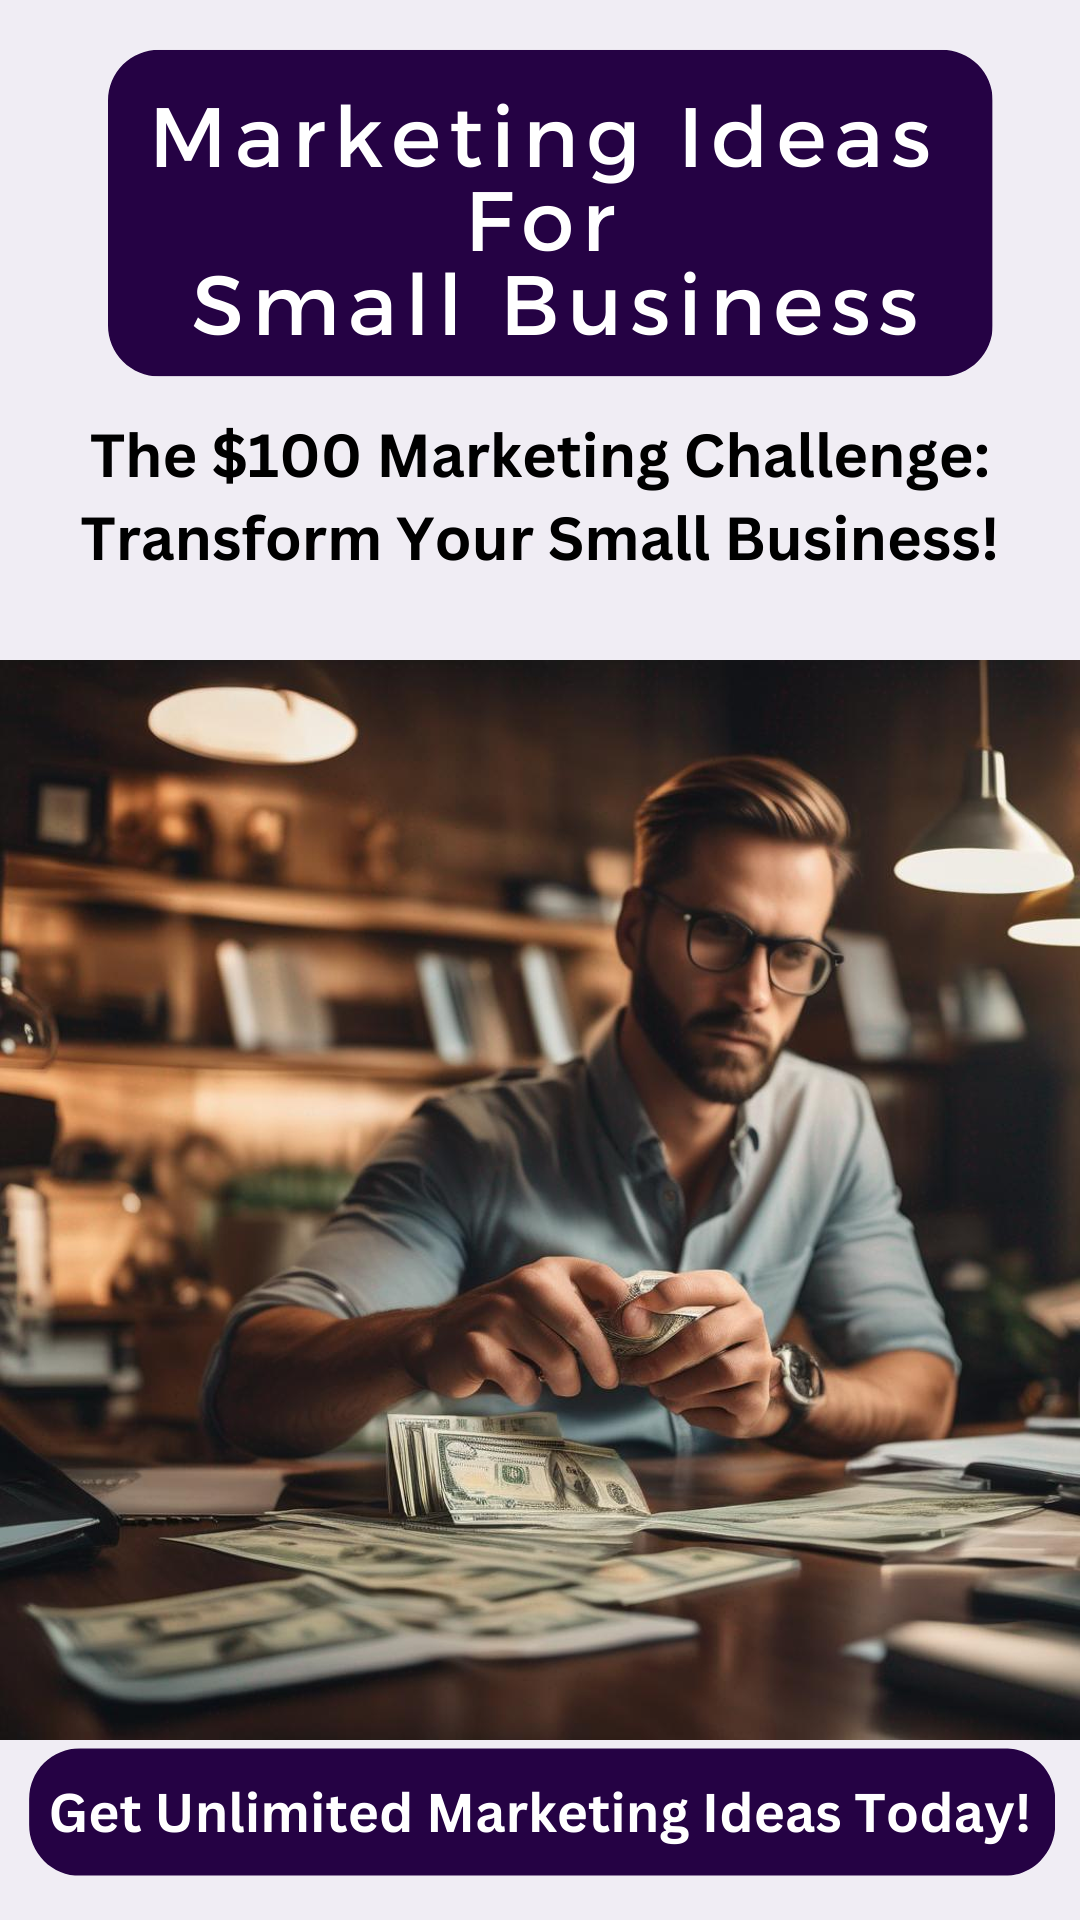 Marketing Ideas
For
Small Business
The $100 Marketing Challenge:
Transform Your Small Business!
Get Unlimited Marketing Ideas Today!